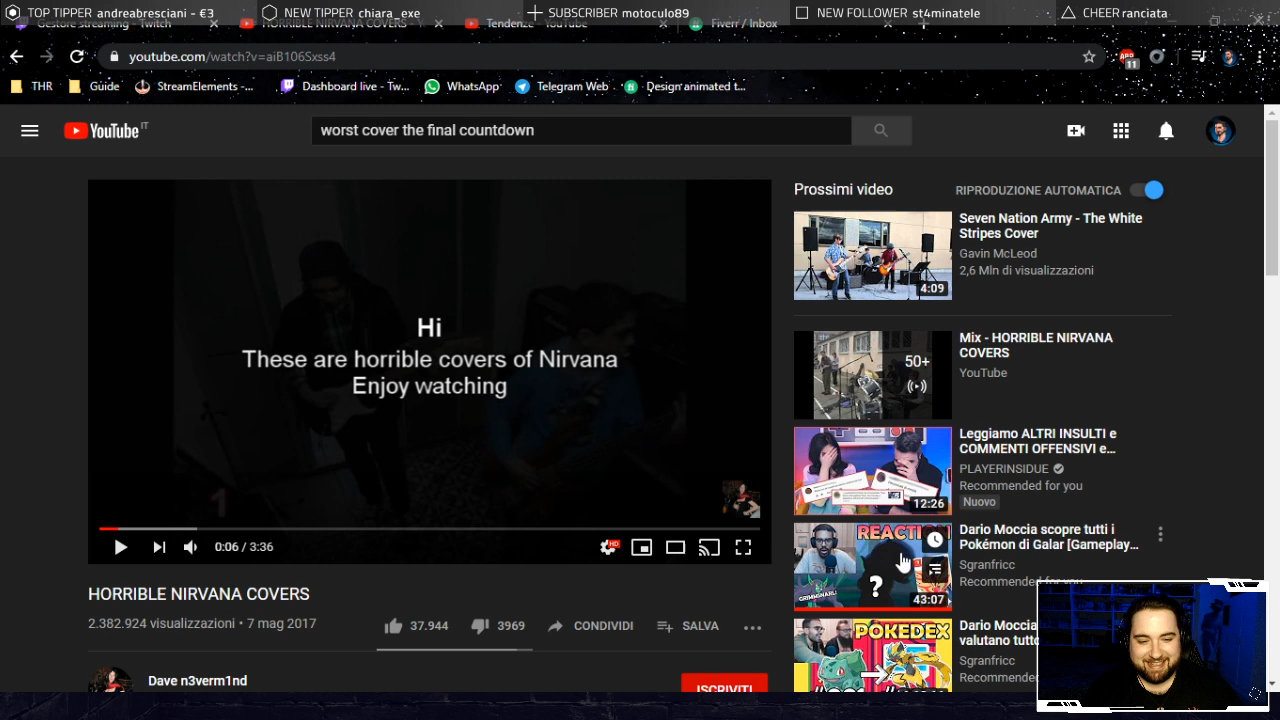 TOP TIPPER andreabresciani - €3
NEW TIPPER chiara_exe
SUBSCRIBER motoculo89
NEW FOLLOWER st4minatele
CHEER ranciata
HORRIBLE NIRVANA COVERS
Fiverr / Inbox
youtube.com/watch?v=aiB106Sxss4
11
THR
Guide
StreamElements -...
Dashboard live - Tw...
WhatsApp
Telegram Web
Design animated t...
YouTube IT
worst cover the final countdown
Hi
These are horrible covers of Nirvana
Enjoy watching
0:06 / 3:36
HD
HORRIBLE NIRVANA COVERS
2.382.924 visualizzazioni • 7 mag 2017
37.944
3969
CONDIVIDI
SALVA
Dave n3verm1nd
ISCRIVITI
Prossimi video
RIPRODUZIONE AUTOMATICA
Seven Nation Army - The White
Stripes Cover
Gavin McLeod
2,6 Mln di visualizzazioni
4:09
50+
Mix - HORRIBLE NIRVANA
COVERS
YouTube
Leggiamo ALTRI INSULTI e
COMMENTI OFFENSIVI e...
PLAYERINSIDUE
Recommended for you
Nuovo
12:26
REACTION
?
43:07
Dario Moccia scopre tutti i
Pokémon di Galar [Gameplay...
Sgranfricc
Recommended for you
POKEDEX
Dario Moccia
valutano tutto
Sgranfricc
Recommended